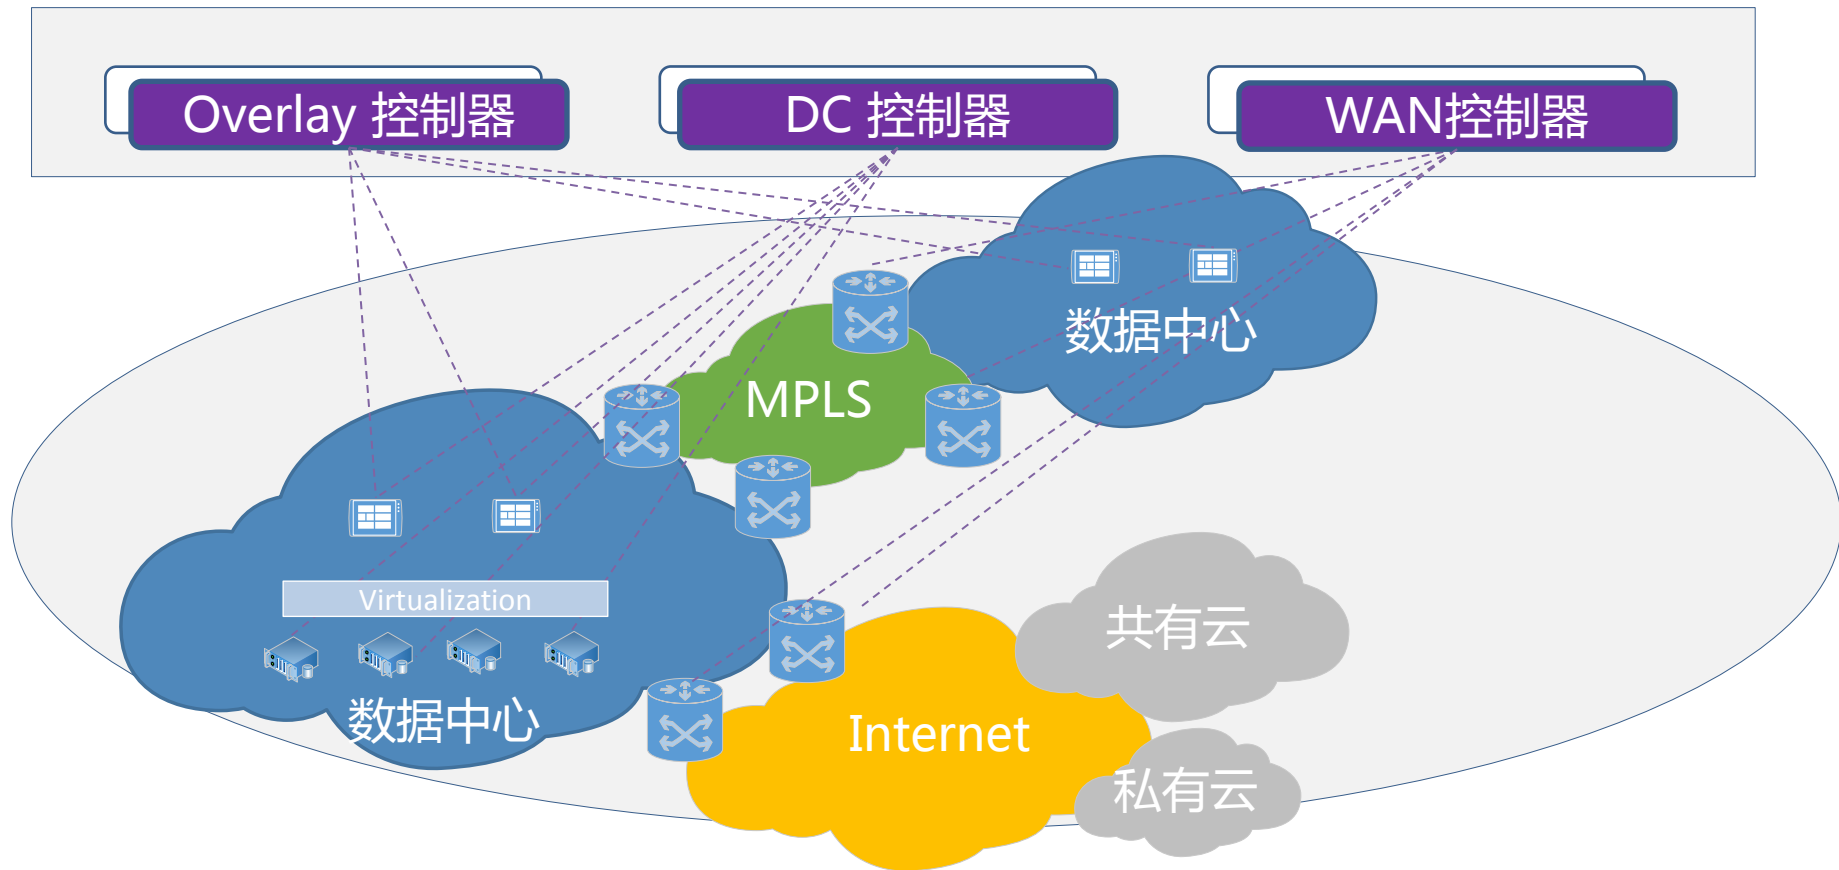 Overlay 控制器
DC 控制器
WAN控制器
数据中心
MPLS
Virtualization
数据中心
共有云
Internet
私有云